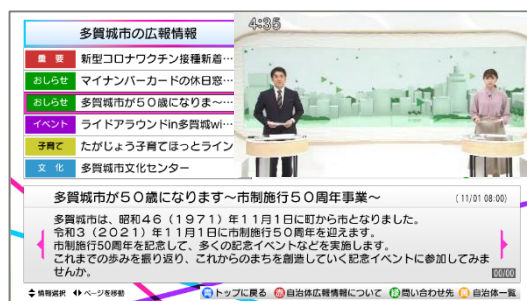 多賀城市の広報情報
4:35
重要 新型コロナワクチン接種新着…
おしらせ マイナンバーカードの休日窓…
おしらせ 多賀城市が５０歳になりま～…
イベント ライドアラウンドin多賀城wi…
子育て たがじょう子育てほっとライン
文化 多賀城市文化センター
多賀城市が５０歳になります～市制施行５０周年事業～ (11/01 08:00)
多賀城市は、昭和４６（１９７１）年１１月１日に町から市となりました。
令和３（２０２１）年１１月１日に市制施行５０周年を迎えます。
市制施行50周年を記念して、多くの記念イベントなどを実施します。
これまでの歩みを振り返り、これからのまちを創造していく記念イベントに参加してみま
せんか。
00/00
情報選択 ページを移動 青 トップに戻る 赤 自治体広報情報について 緑 問い合わせ先 黄 自治体一覧